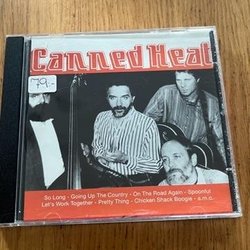 Canned Heat
79,-
So Long - Going Up The Country - On The Road Again - Spoonful
Let's Work Together - Pretty Thing - Chicken Shack Boogie - a.m.o.